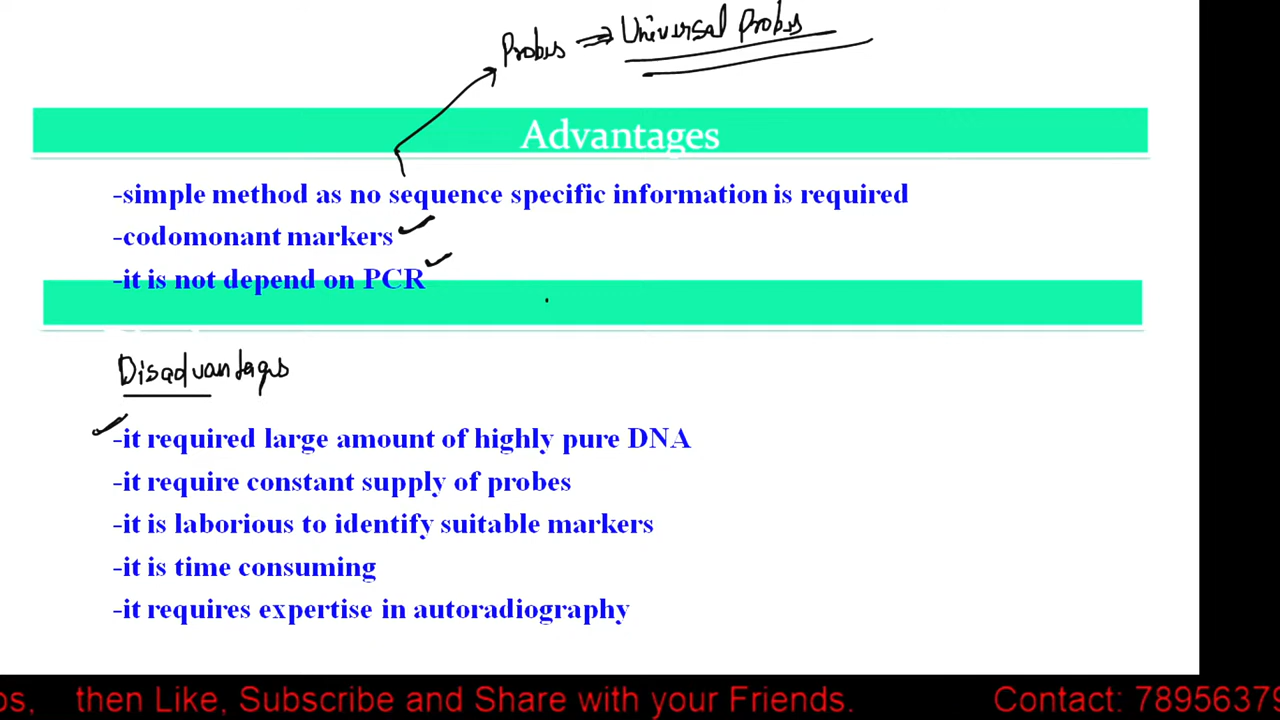 Probes ⇒ Universal Probes
Advantages
-simple method as no sequence specific information is required
-codomonant markers
-it is not depend on PCR
Disadvantages
-it required large amount of highly pure DNA
-it require constant supply of probes
-it is laborious to identify suitable markers
-it is time consuming
-it requires expertise in autoradiography
os, then Like, Subscribe and Share with your Friends. Contact: 78956379